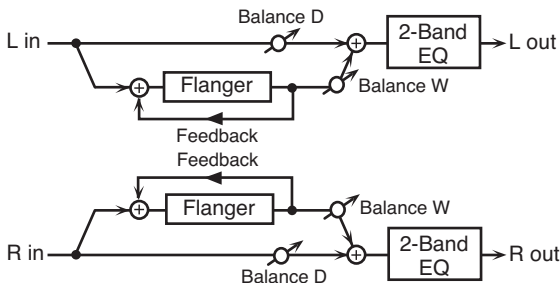 Balance D
L in
2-Band
EQ
L out
Flanger
Balance W
Feedback
Feedback
Flanger
Balance W
R in
2-Band
EQ
R out
Balance D